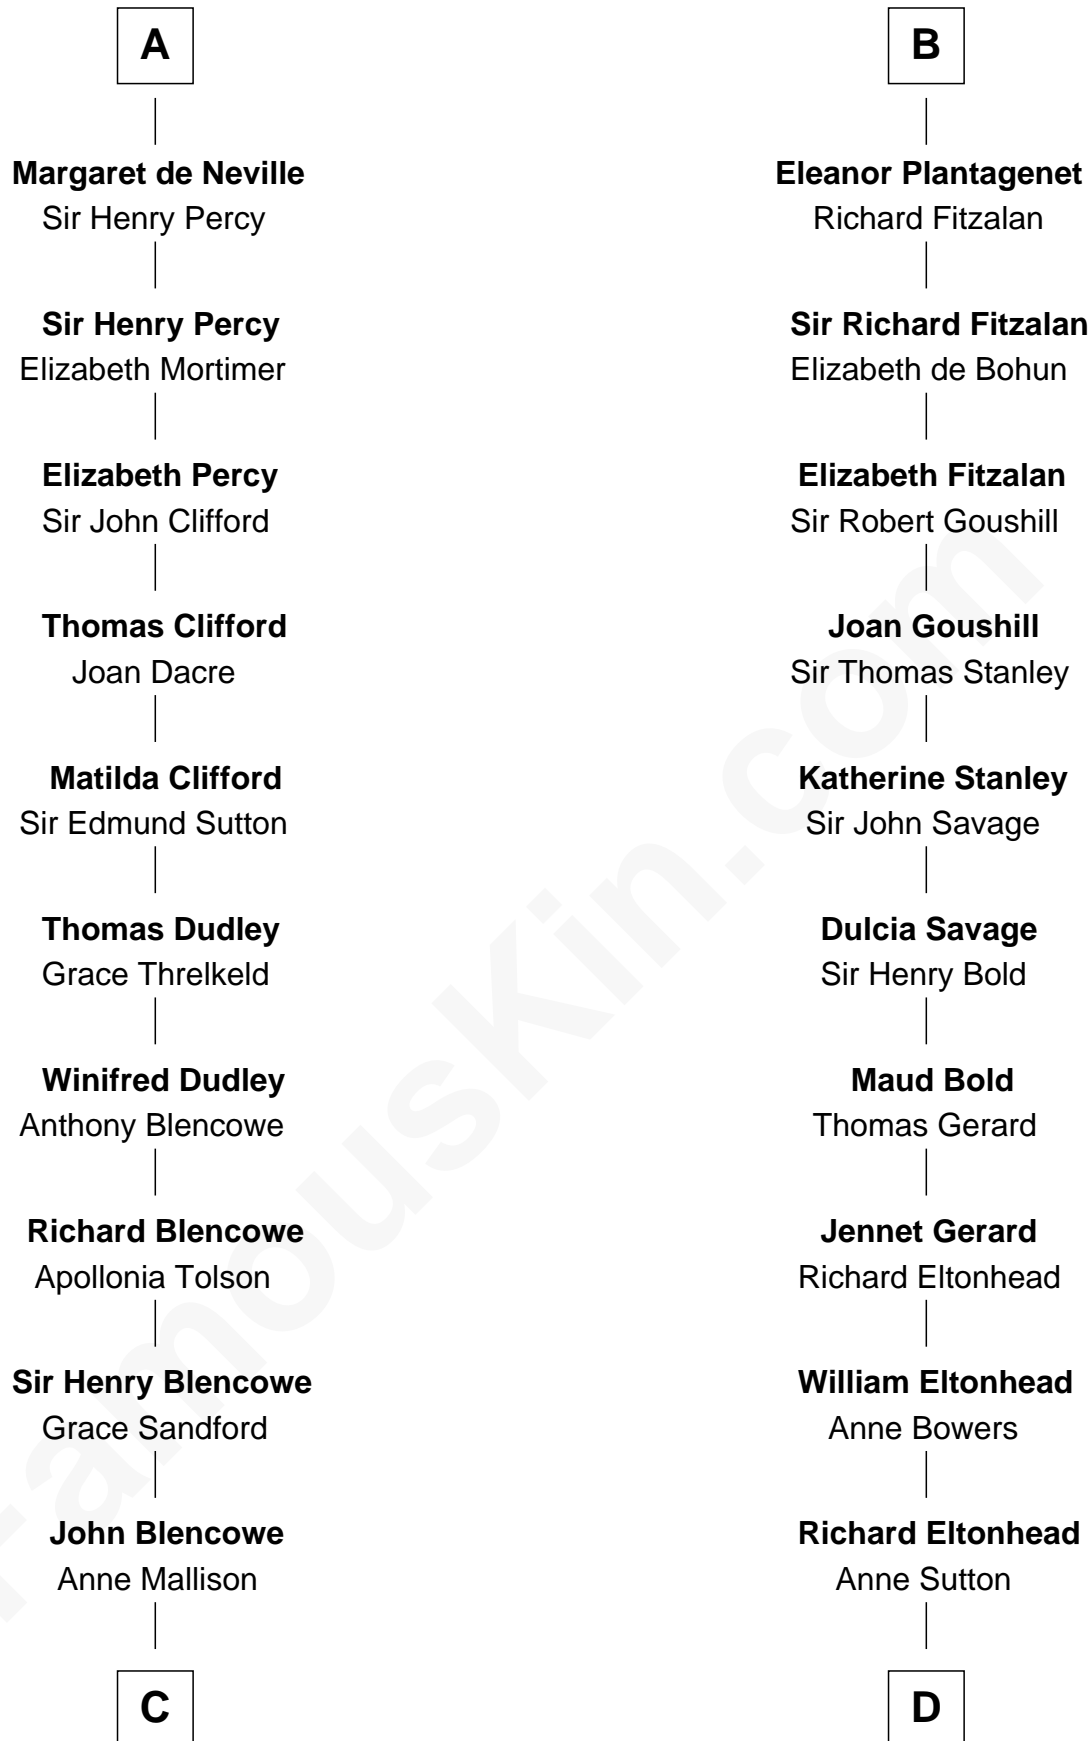 A
Margaret de Neville
Sir Henry Percy
Sir Henry Percy
Elizabeth Mortimer
Elizabeth Percy
Sir John Clifford
Thomas Clifford
Joan Dacre
Matilda Clifford
Sir Edmund Sutton
Thomas Dudley
Grace Threlkeld
Winifred Dudley
Anthony Blencowe
Richard Blencowe
Apollonia Tolson
Sir Henry Blencowe
Grace Sandford
John Blencowe
Anne Mallison
C
B
Eleanor Plantagenet
Richard Fitzalan
Sir Richard Fitzalan
Elizabeth de Bohun
Elizabeth Fitzalan
Sir Robert Goushill
Joan Goushill
Sir Thomas Stanley
Katherine Stanley
Sir John Savage
Dulcia Savage
Sir Henry Bold
Maud Bold
Thomas Gerard
Jennet Gerard
Richard Eltonhead
William Eltonhead
Anne Bowers
Richard Eltonhead
Anne Sutton
D
FamousKin.com